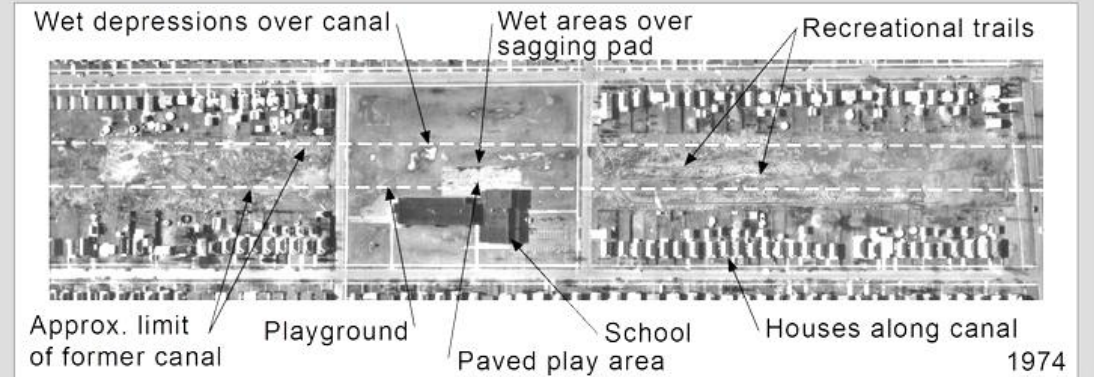 Wet depressions over canal
Wet areas over
sagging pad
Recreational trails
Approx. limit
of former canal
Playground
Paved play area
School
Houses along canal
1974